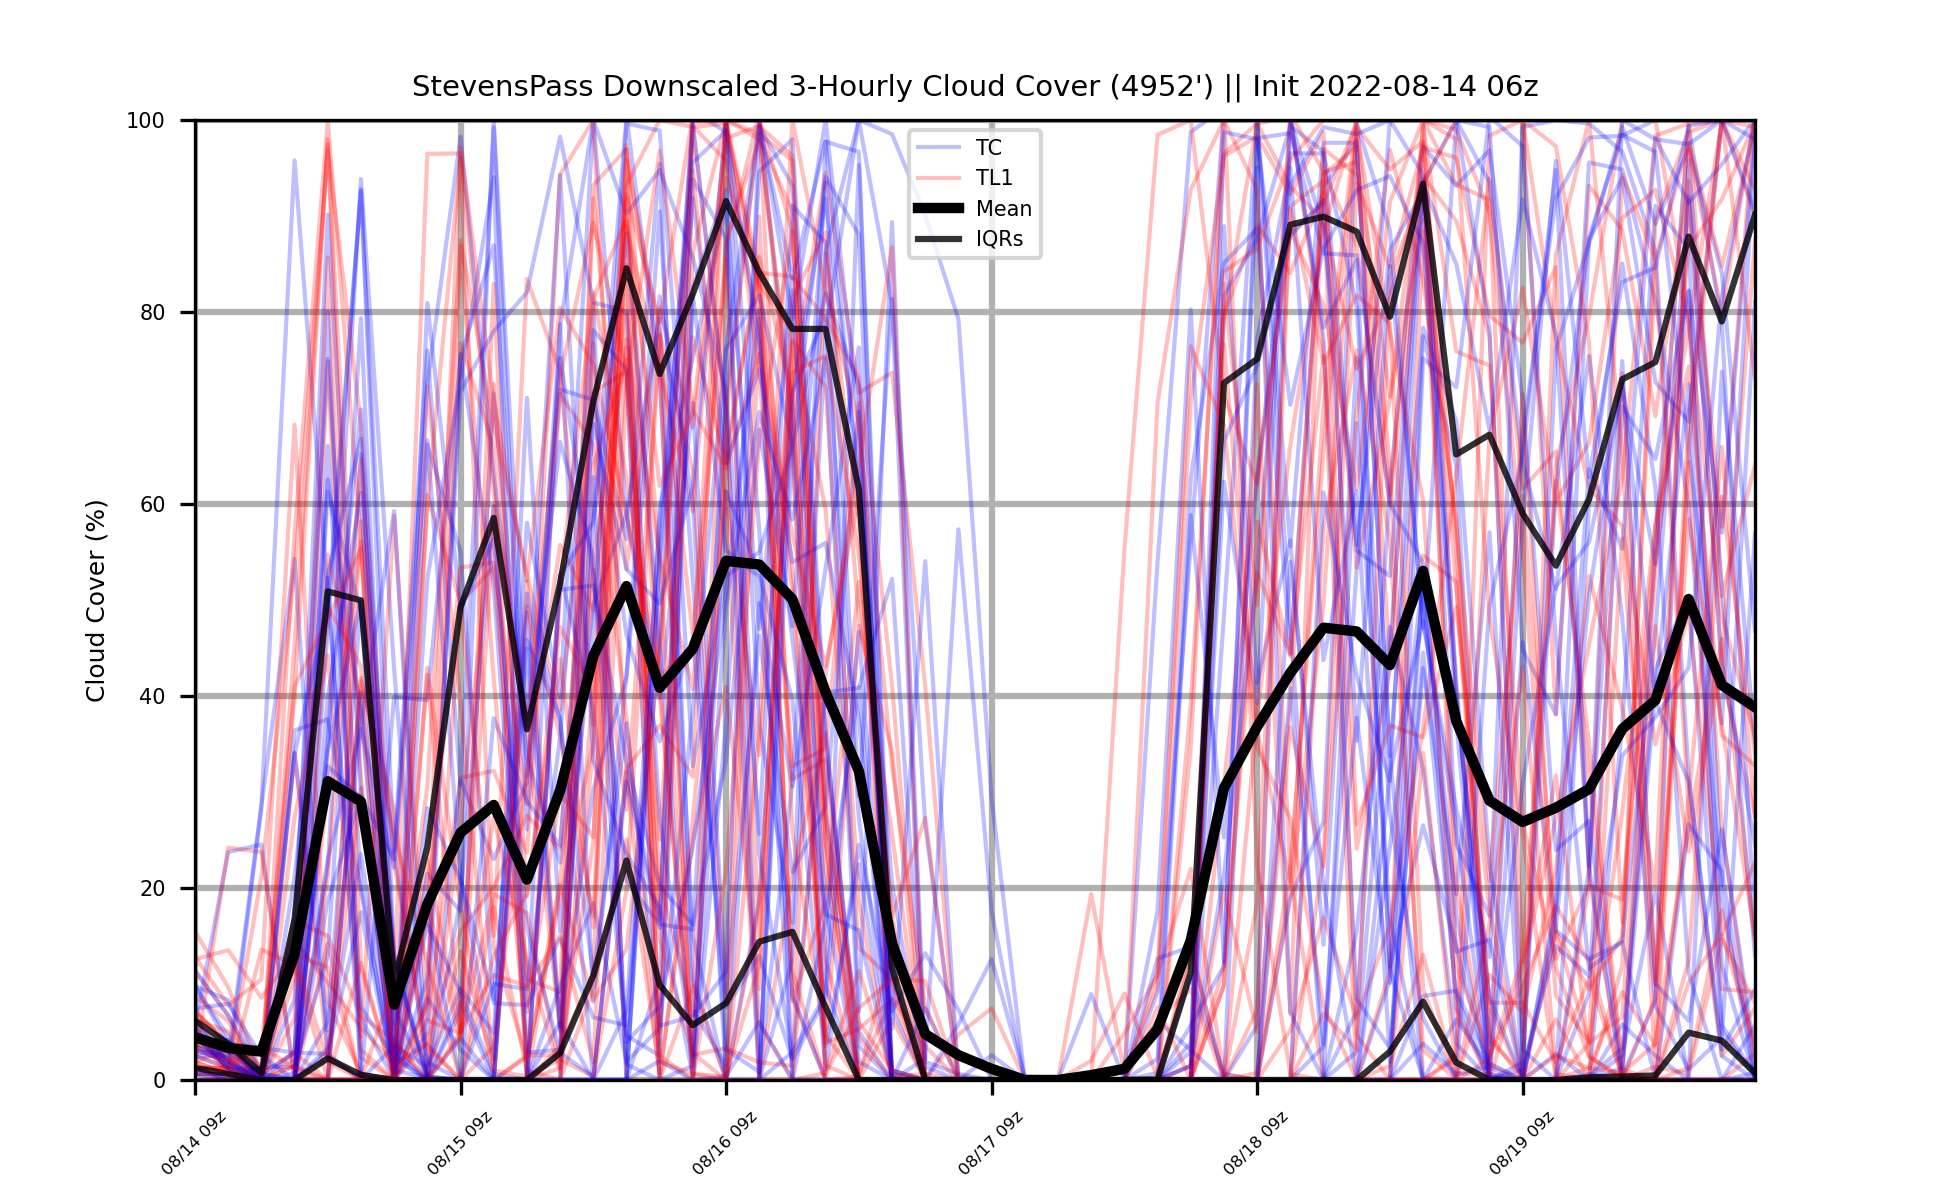 StevensPass Downscaled 3-Hourly Cloud Cover (4952') || Init 2022-08-14 06z
Cloud Cover (%)
100
80
60
40
20
0
TC
TL1
Mean
IQRs
08/14 09z
08/15 09z
08/16 09z
08/17 09z
08/18 09z
08/19 09z